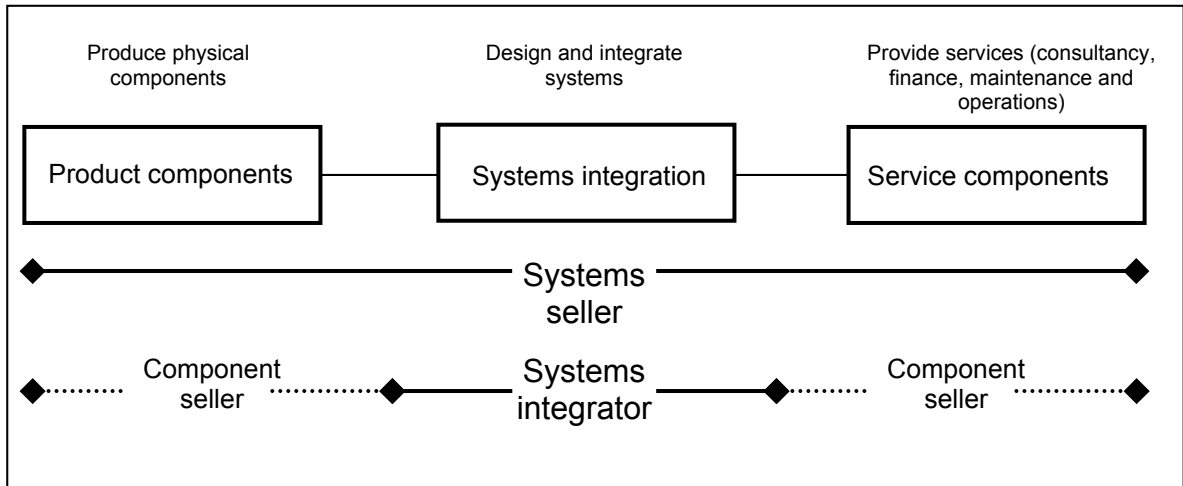 Produce physical
components
Design and integrate
systems
Provide services (consultancy,
finance, maintenance and
operations)
Product components
Systems integration
Service components
Systems
seller
Component
seller
Systems
integrator
Component
seller